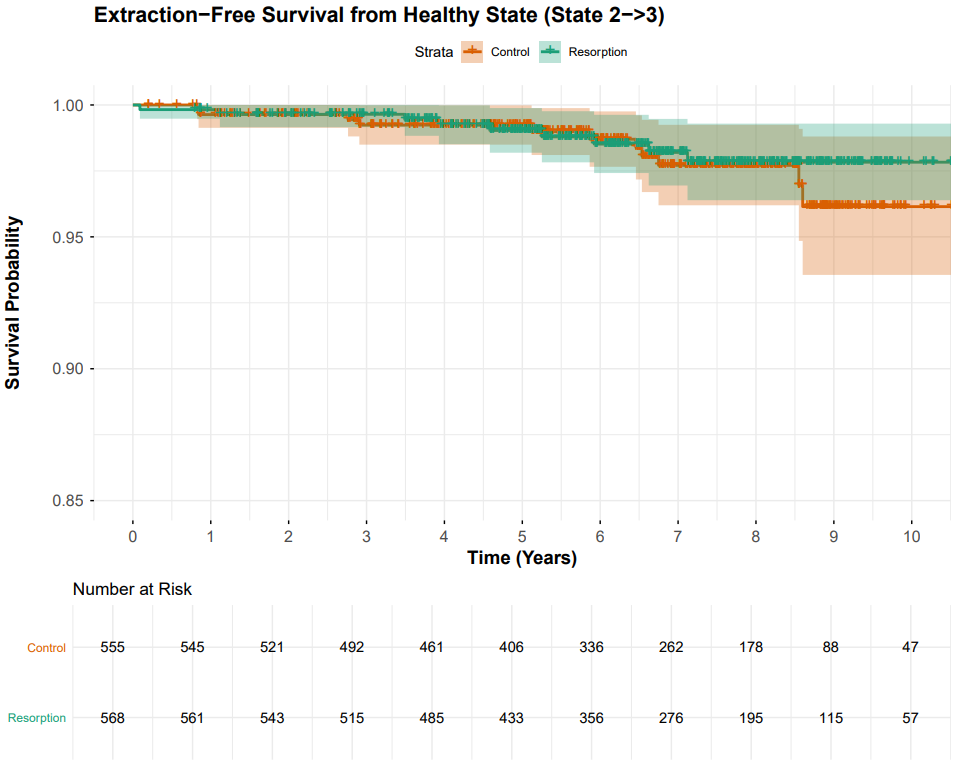 Extraction−Free Survival from Healthy State (State 2−>3)
Strata Control Resorption
Survival Probability
1.00
0.95
0.90
0.85
0 1 2 3 4 5 6 7 8 9 10
Time (Years)
Number at Risk
Control 555 545 521 492 461 406 336 262 178 88 47
Resorption 568 561 543 515 485 433 356 276 195 115 57